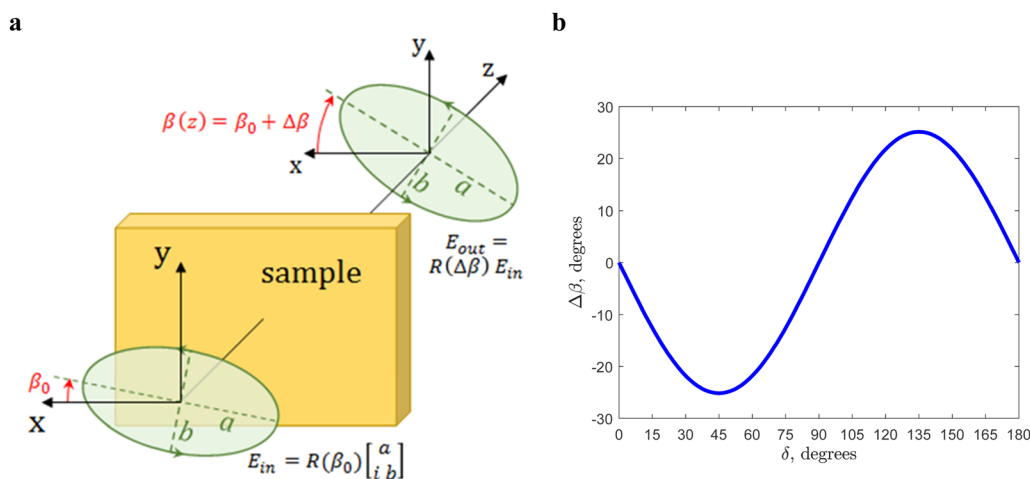 a
y
z
β(z) = β₀ + Δβ
x
b
a
E_out =
R(Δβ) E_in
y
sample
β₀
x
b
a
E_in = R(β₀) [a
i b]
b
30
20
10
0
-10
-20
-30
Δβ, degrees
0 15 30 45 60 75 90 105 120 135 150 165 180
δ, degrees